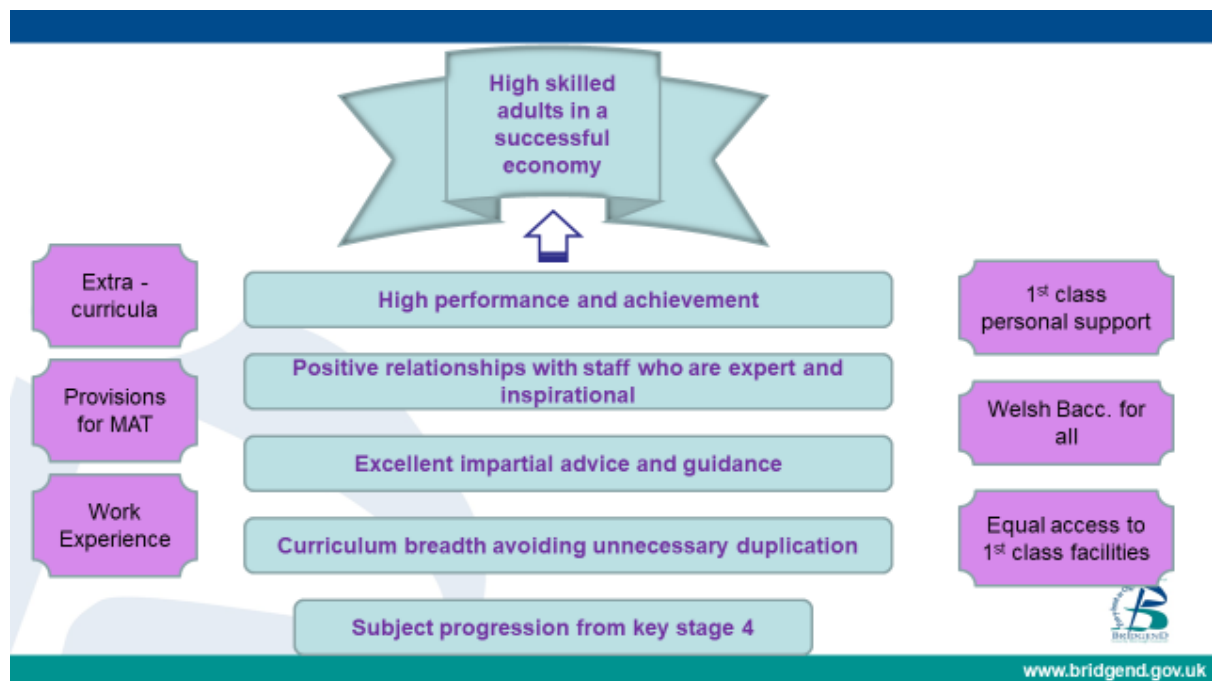 High skilled
adults in a
successful
economy
Extra -
curricula
Provisions
for MAT
Work
Experience
High performance and achievement
Positive relationships with staff who are expert and
inspirational
Excellent impartial advice and guidance
Curriculum breadth avoiding unnecessary duplication
Subject progression from key stage 4
1st class
personal support
Welsh Bacc. for
all
Equal access to
1st class facilities
BRIDGEND
www.bridgend.gov.uk